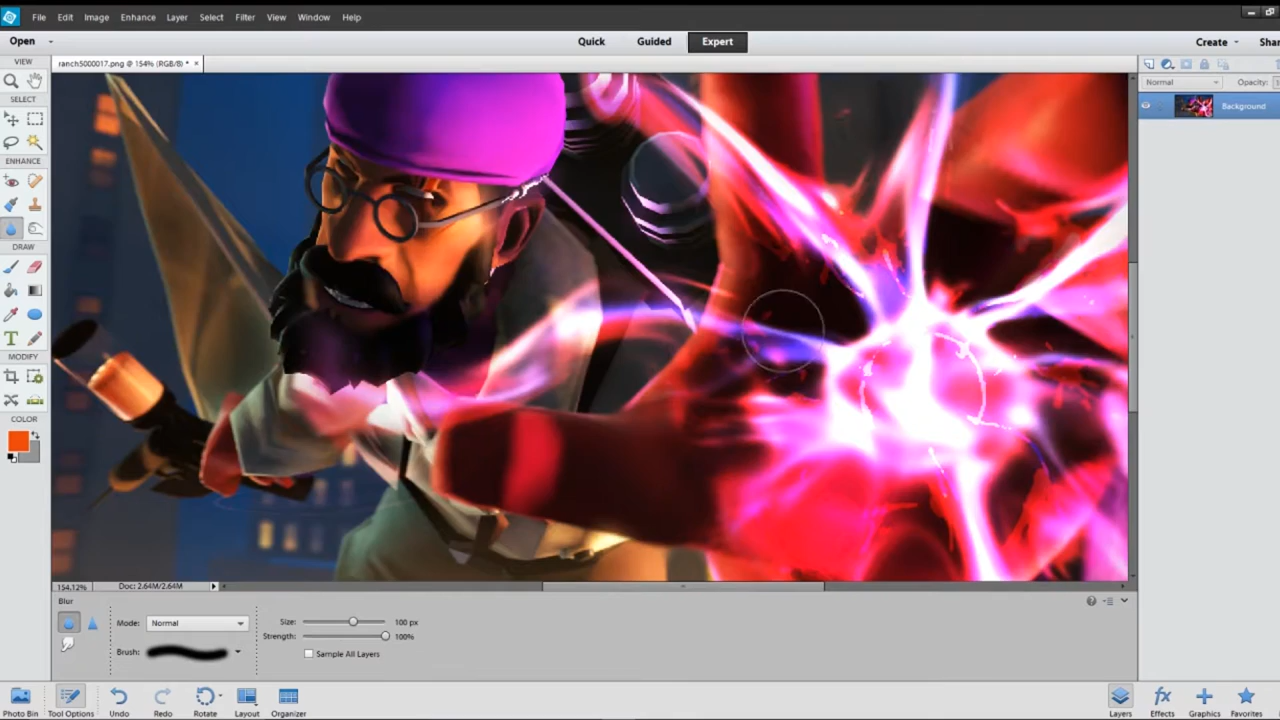 File Edit Image Enhance Layer Select Filter View Window Help
Open Quick Guided Expert Create Shar
VIEW ranch5000017.png @ 154% (RGB/8) * ×
Normal Opacity: 1
SELECT
Background
ENHANCE
DRAW
T
MODIFY
COLOR
154.12% Doc: 2.64M/2.64M
Blur
Mode: Normal Size: 100 px
Strength: 100%
Brush: Sample All Layers
Photo Bin Tool Options Undo Redo Rotate Layout Organizer Layers Effects Graphics Favorites
fx